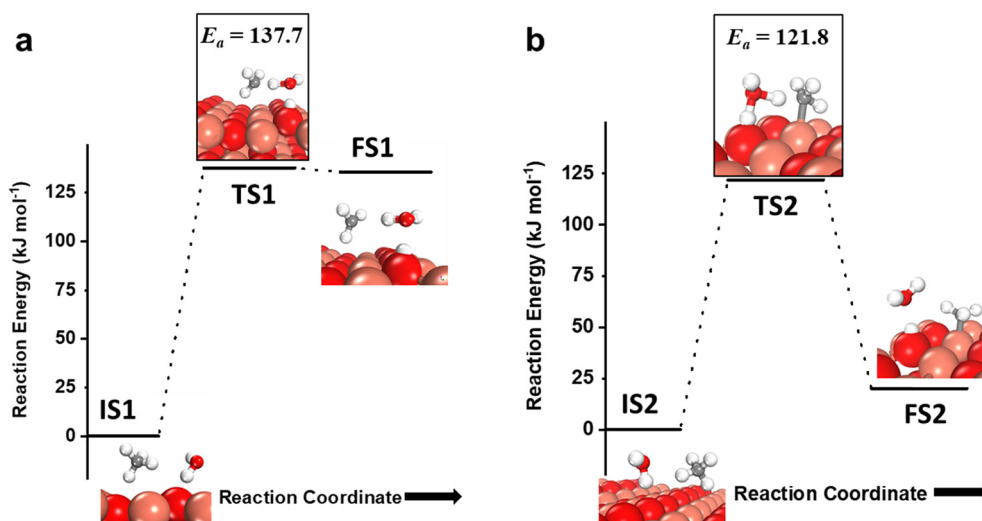 a
Eₐ = 137.7
TS1
FS1
IS1
Reaction Energy (kJ mol⁻¹)
125
100
75
50
25
0
Reaction Coordinate
b
Eₐ = 121.8
TS2
IS2
FS2
Reaction Energy (kJ mol⁻¹)
125
100
75
50
25
0
Reaction Coordinate